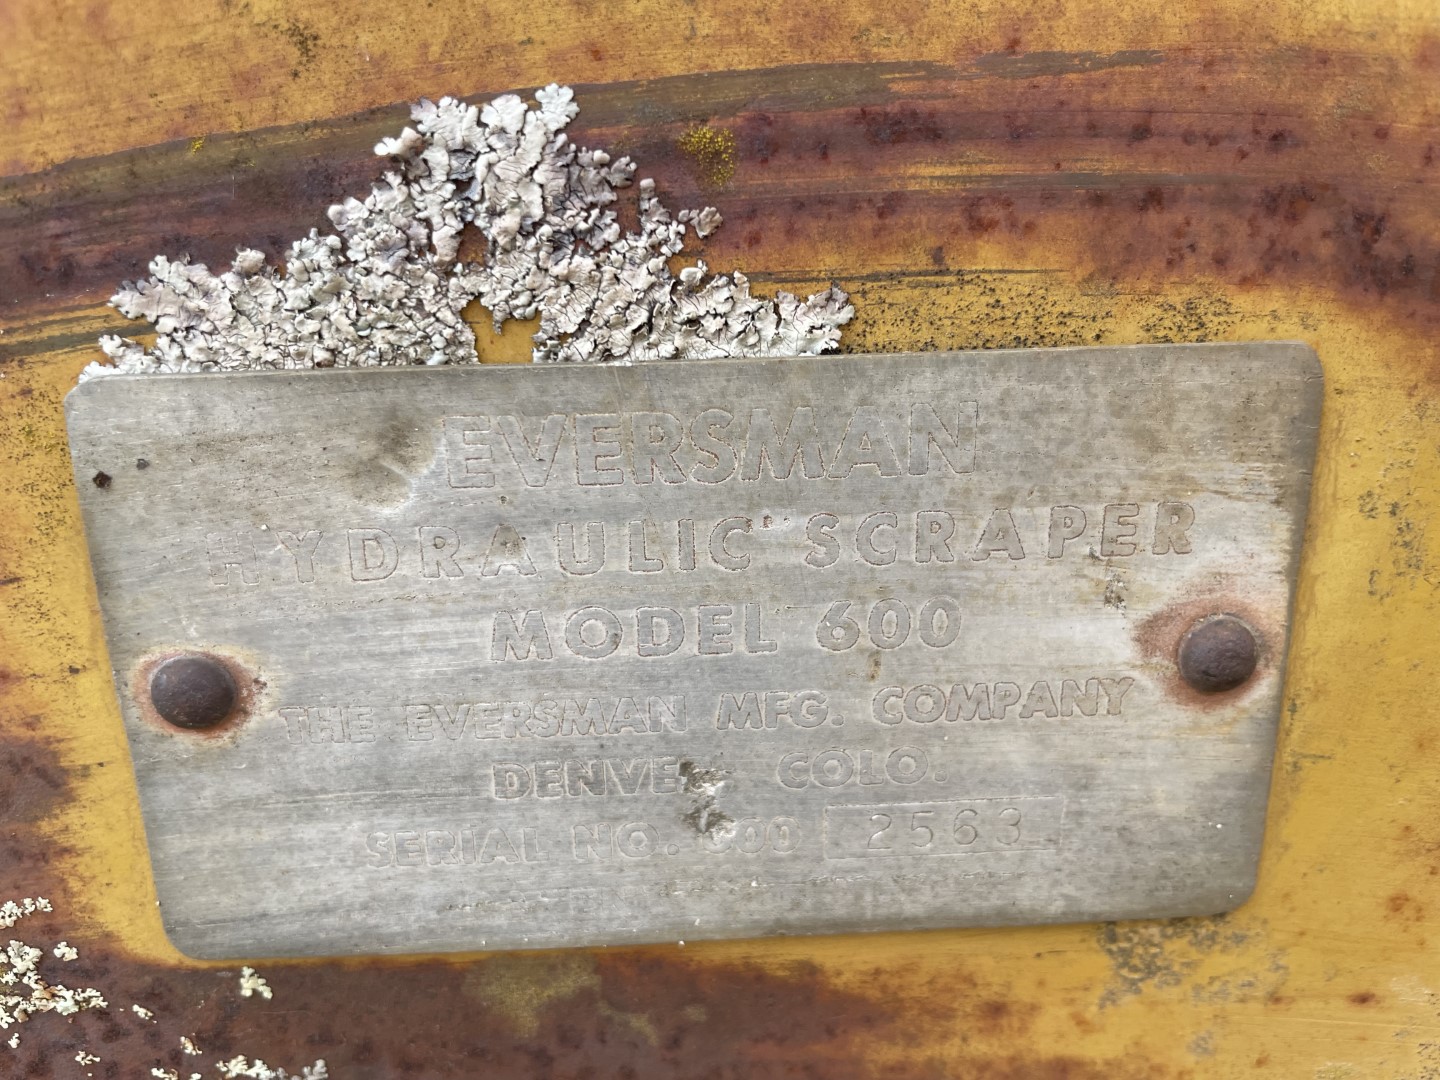 EVERSMAN
HYDRAULIC SCRAPER
MODEL 600
THE EVERSMAN MFG. COMPANY
DENVER COLO.
SERIAL NO. 600 2563